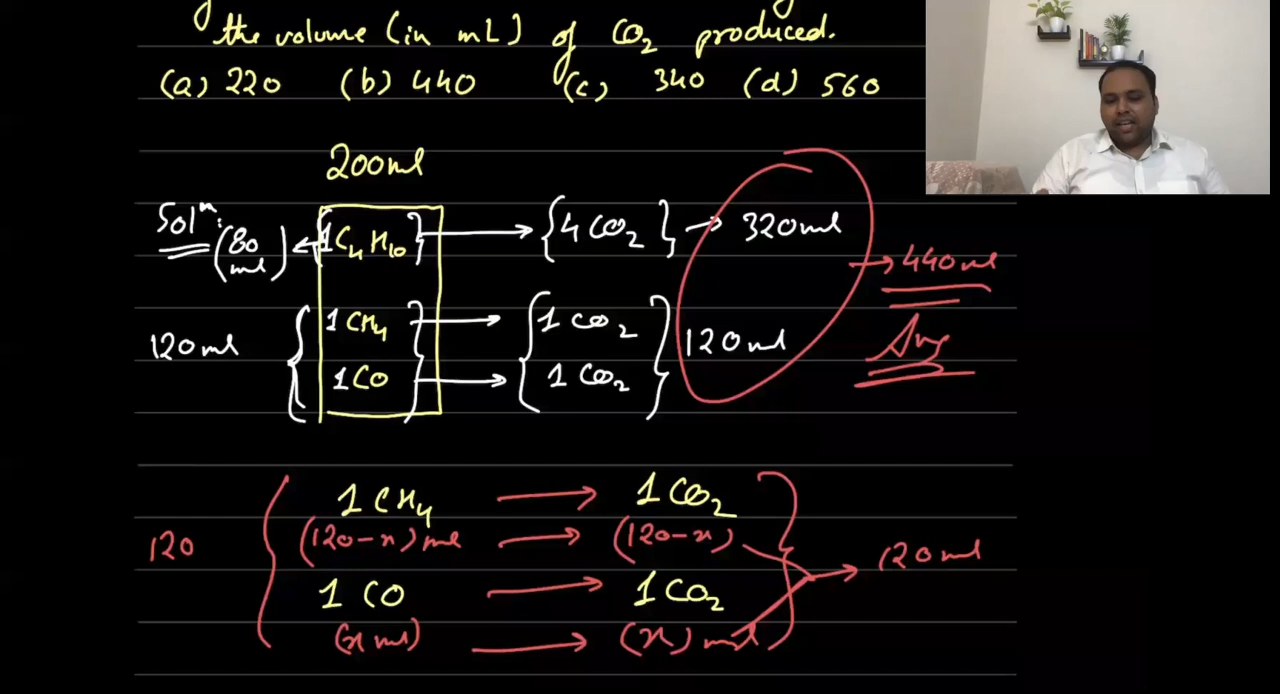 the volume (in mL) of CO₂ produced.
(a) 220 (b) 440 (c) 340 (d) 560
200ml
Solⁿ: (80 ml) ← {1C₄H₁₀} → {4CO₂} → 320ml
→ 440ml
120ml { 1CH₄ } → { 1CO₂ } 120ml
1CO → 1CO₂
Ans
1CH₄ → 1CO₂
120 (120-x) ml → (120-x) → 120ml
1CO → 1CO₂
(x ml) → (x) ml